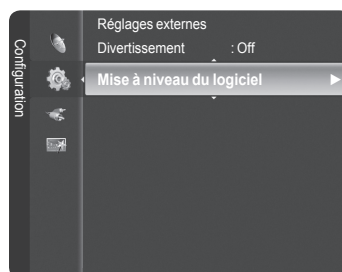 Configuration
Réglages externes
Divertissement : Off
Mise à niveau du logiciel